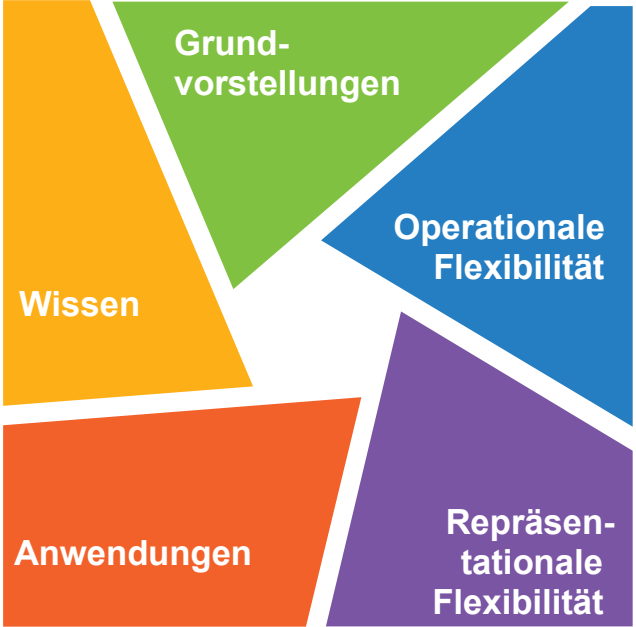 Grund-
vorstellungen
Operationale
Flexibilität
Wissen
Anwendungen
Repräsen-
tationale
Flexibilität